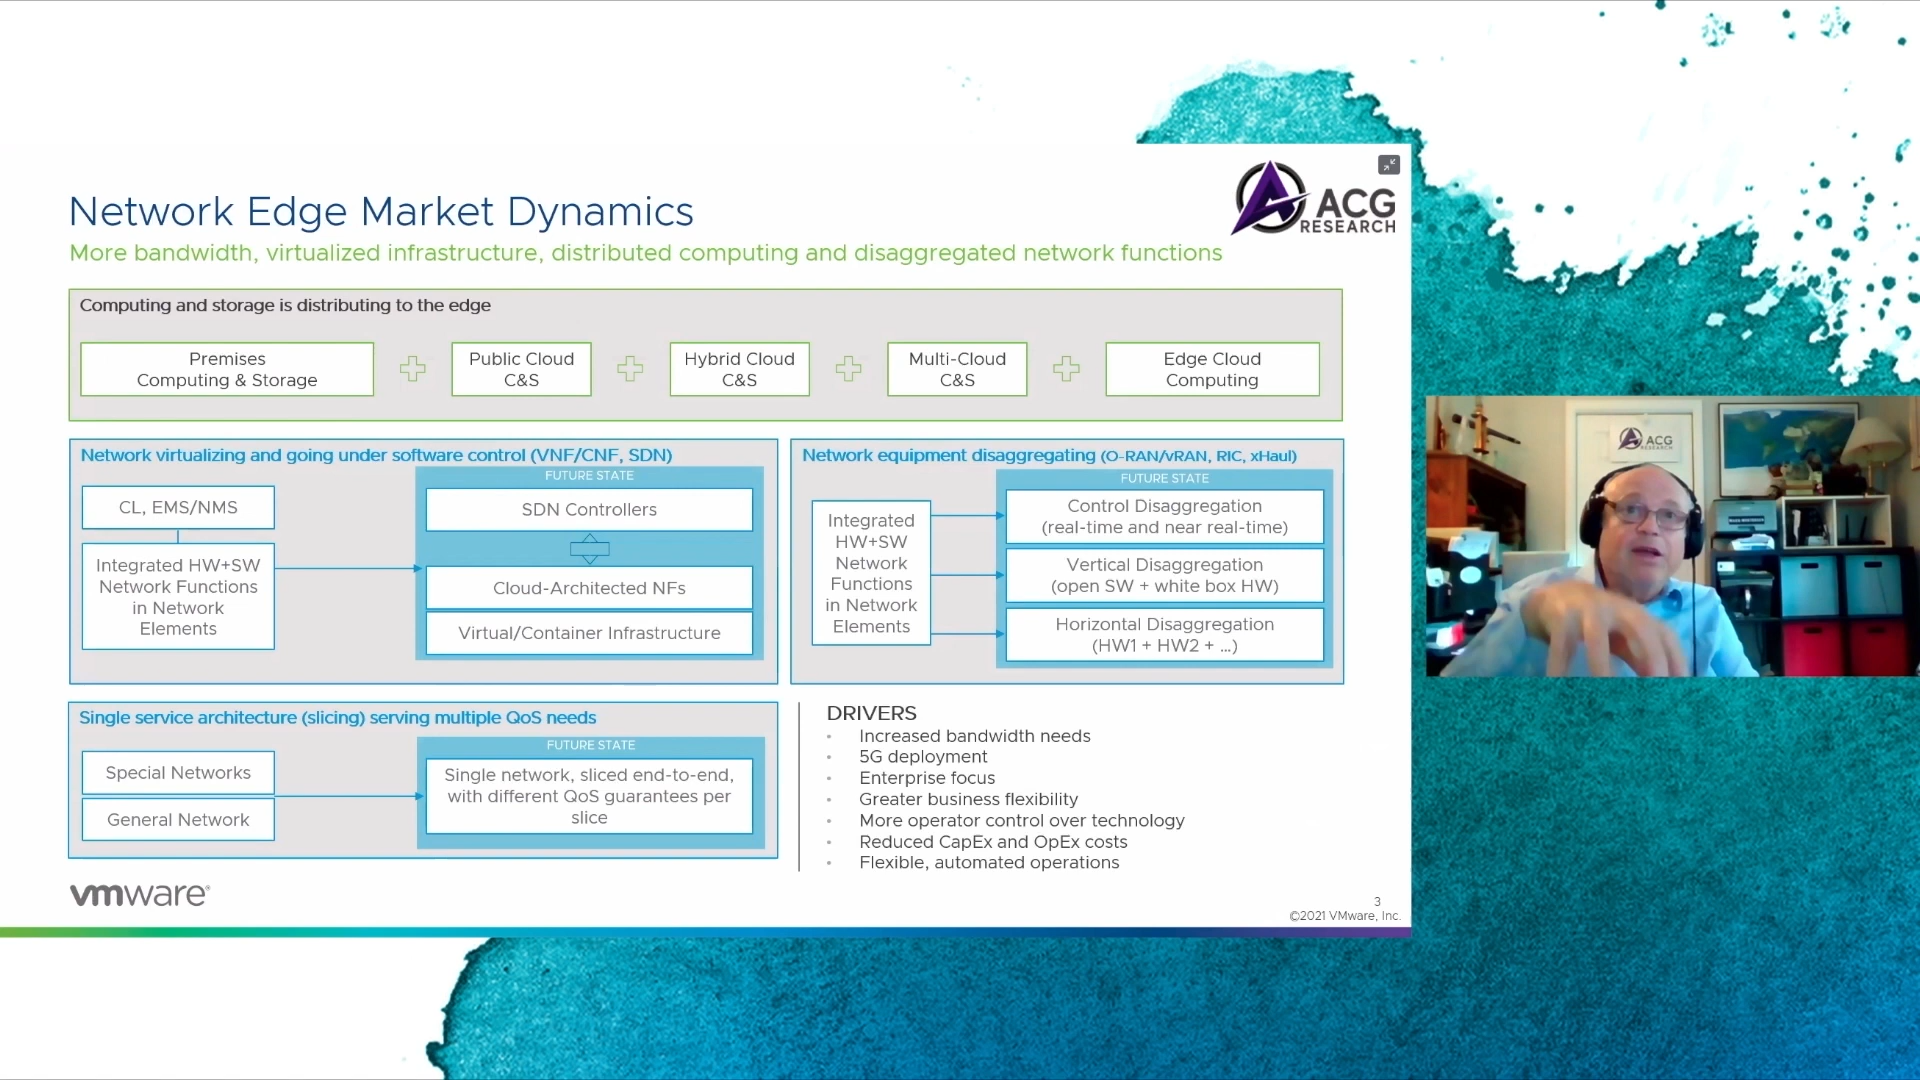 Network Edge Market Dynamics
ACG
RESEARCH
More bandwidth, virtualized infrastructure, distributed computing and disaggregated network functions
Computing and storage is distributing to the edge
Premises
Computing & Storage
Public Cloud
C&S
Hybrid Cloud
C&S
Multi-Cloud
C&S
Edge Cloud
Computing
Network virtualizing and going under software control (VNF/CNF, SDN)
FUTURE STATE
CL, EMS/NMS
Integrated HW+SW
Network Functions
in Network
Elements
SDN Controllers
Cloud-Architected NFs
Virtual/Container Infrastructure
Network equipment disaggregating (O-RAN/vRAN, RIC, xHaul)
FUTURE STATE
Integrated
HW+SW
Network
Functions
in Network
Elements
Control Disaggregation
(real-time and near real-time)
Vertical Disaggregation
(open SW + white box HW)
Horizontal Disaggregation
(HW1 + HW2 + ...)
Single service architecture (slicing) serving multiple QoS needs
FUTURE STATE
Special Networks
General Network
Single network, sliced end-to-end,
with different QoS guarantees per
slice
DRIVERS
• Increased bandwidth needs
• 5G deployment
• Enterprise focus
• Greater business flexibility
• More operator control over technology
• Reduced CapEx and OpEx costs
• Flexible, automated operations
vmware®
3
©2021 VMware, Inc.
ACG
RESEARCH